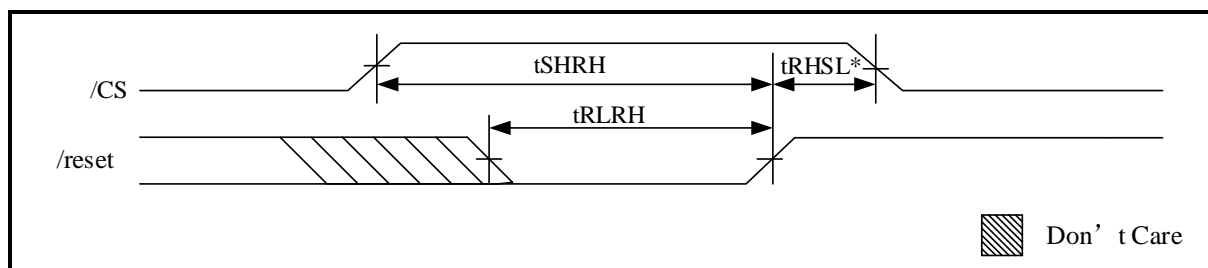 tSHRH
tRHSL*
/CS
tRLRH
/reset
Don’t Care